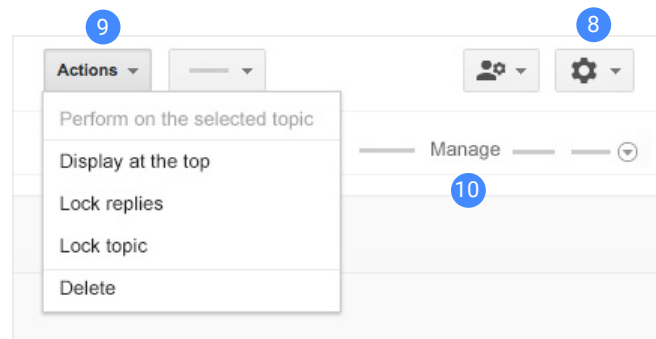 9
8
Actions
Perform on the selected topic
Display at the top
Manage
10
Lock replies
Lock topic
Delete